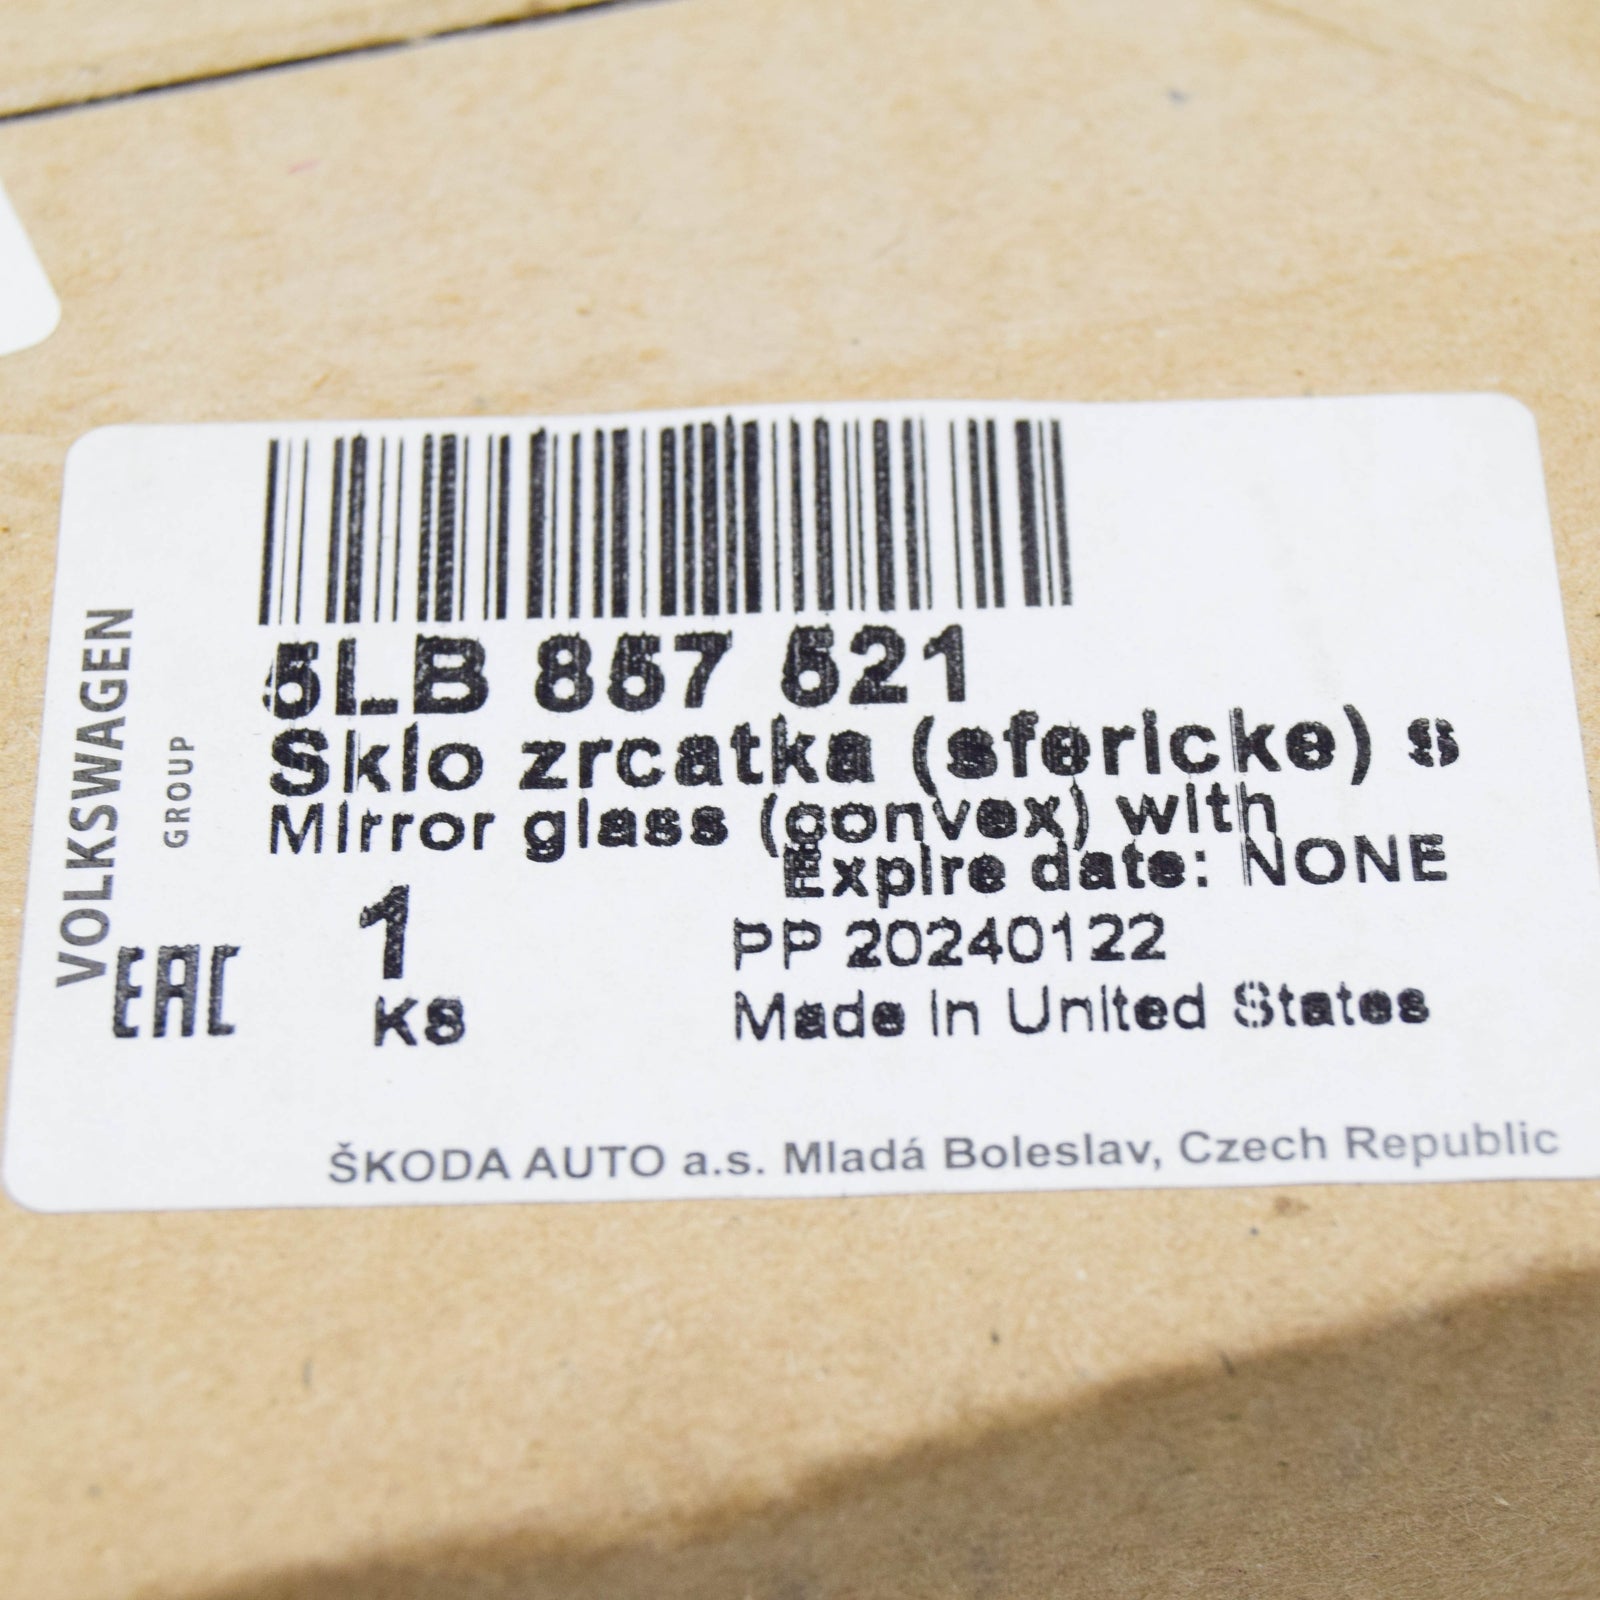 VOLKSWAGEN
GROUP
5LB 857 521
Sklo zrcatka (sfericke) s
Mirror glass (convex) with
Expire date: NONE
1
KS
PP 20240122
Made in United States
EAC
ŠKODA AUTO a.s. Mladá Boleslav, Czech Republic